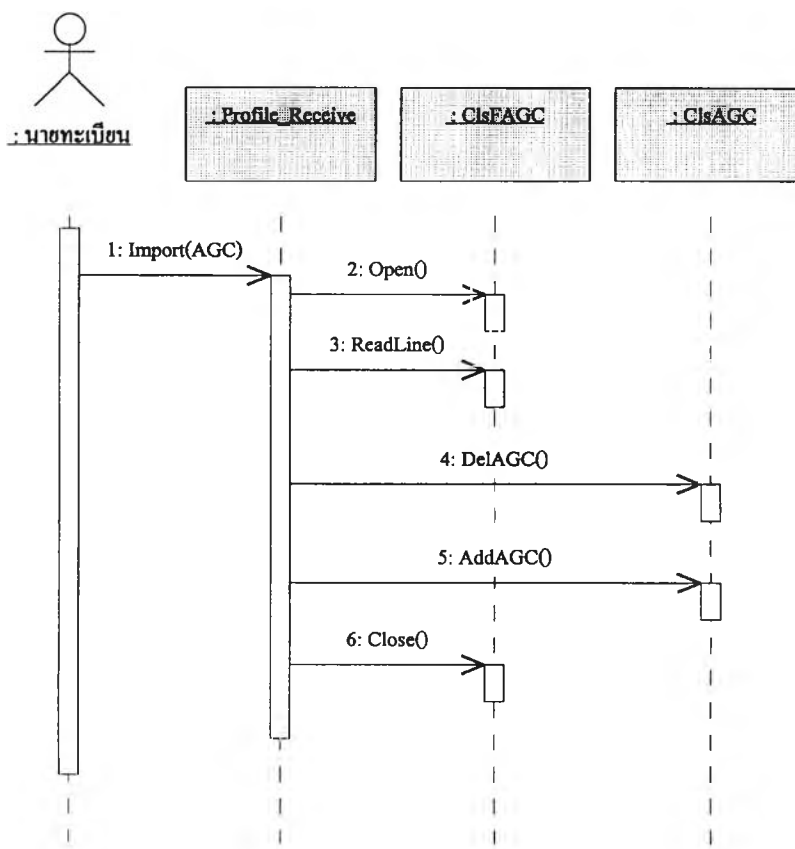 : นายทะเบียน
: Profile_Receive
: ClsFAGC
: ClsAGC
1: Import(AGC)
2: Open()
3: ReadLine()
4: DelAGC()
5: AddAGC()
6: Close()